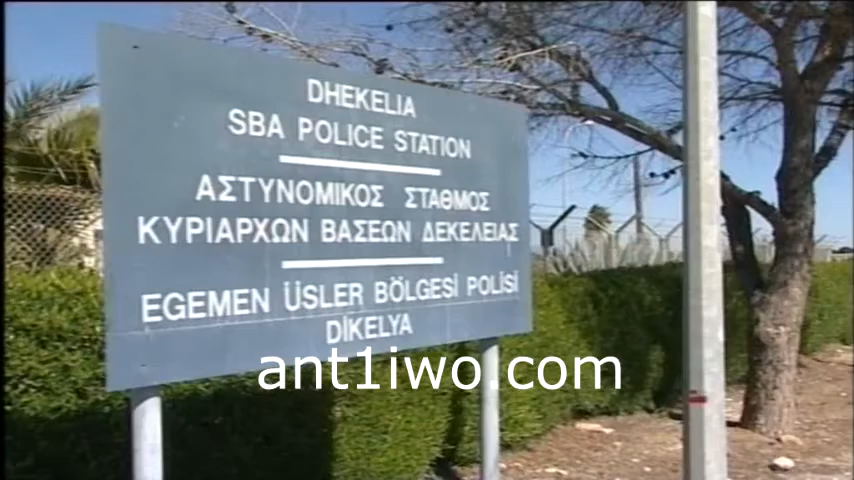 DHEKELIA
SBA POLICE STATION
ΑΣΤΥΝΟΜΙΚΟΣ ΣΤΑΘΜΟΣ
ΚΥΡΙΑΡΧΩΝ ΒΑΣΕΩΝ ΔΕΚΕΛΕΙΑΣ
EGEMEN ÜSLER BÖLGESİ POLİSİ
DİKELYA
ant1iwo.com